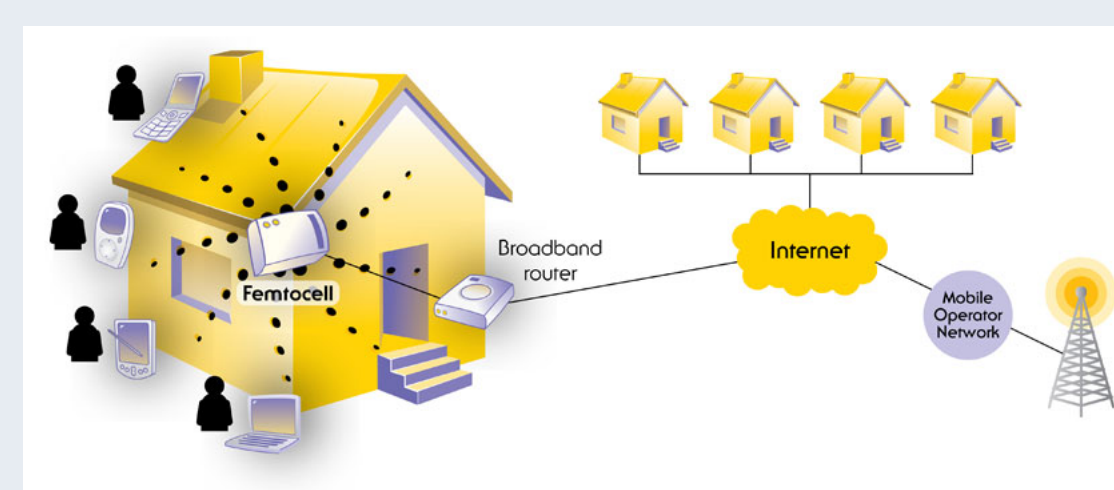 Femtocell
Broadband
router
Internet
Mobile
Operator
Network